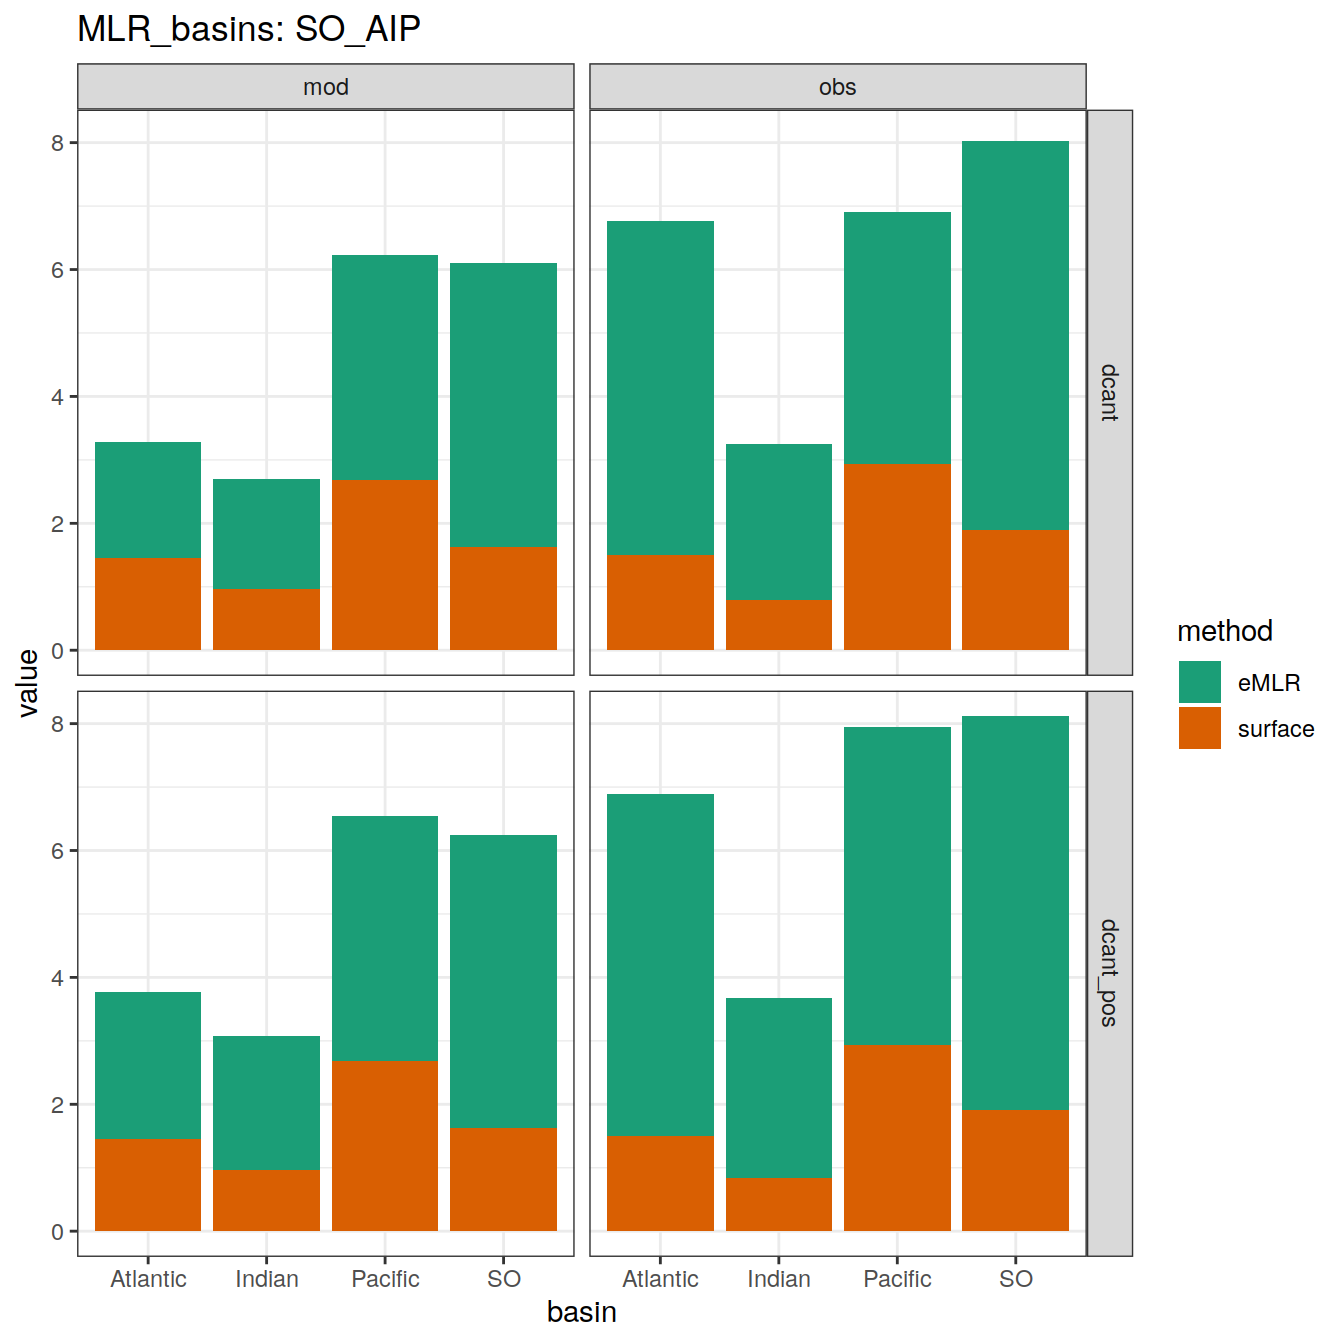 MLR_basins: SO_AIP
mod
obs
8
6
4
2
0
dcant
8
6
4
2
0
dcant_pos
value
Atlantic Indian Pacific SO
Atlantic Indian Pacific SO
basin
method
eMLR
surface